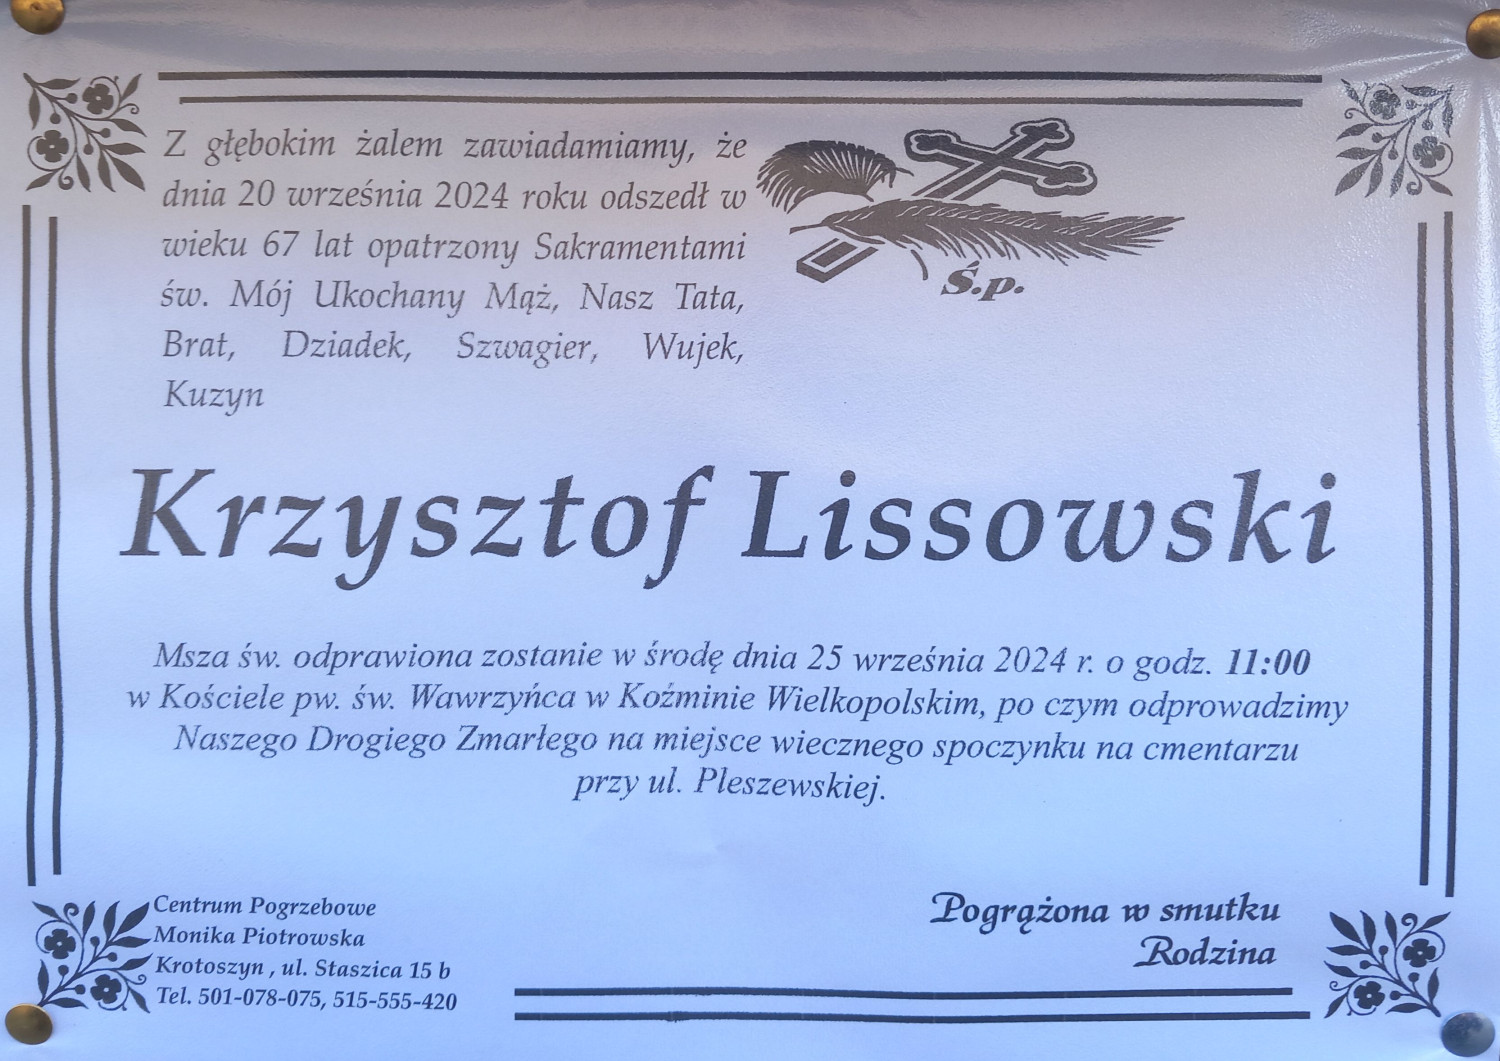 Z głębokim żalem zawiadamiamy, że
dnia 20 września 2024 roku odszedł w
wieku 67 lat opatrzony Sakramentami
św. Mój Ukochany Mąż, Nasz Tata,
Brat, Dziadek, Szwagier, Wujek,
Kuzyn
Ś.p.
Krzysztof Lissowski
Msza św. odprawiona zostanie w środę dnia 25 września 2024 r. o godz. 11:00
w Kościele pw. św. Wawrzyńca w Koźminie Wielkopolskim, po czym odprowadzimy
Naszego Drogiego Zmarłego na miejsce wiecznego spoczynku na cmentarzu
przy ul. Pleszewskiej.
Centrum Pogrzebowe
Monika Piotrowska
Krotoszyn , ul. Staszica 15 b
Tel. 501-078-075, 515-555-420
Pogrążona w smutku
Rodzina